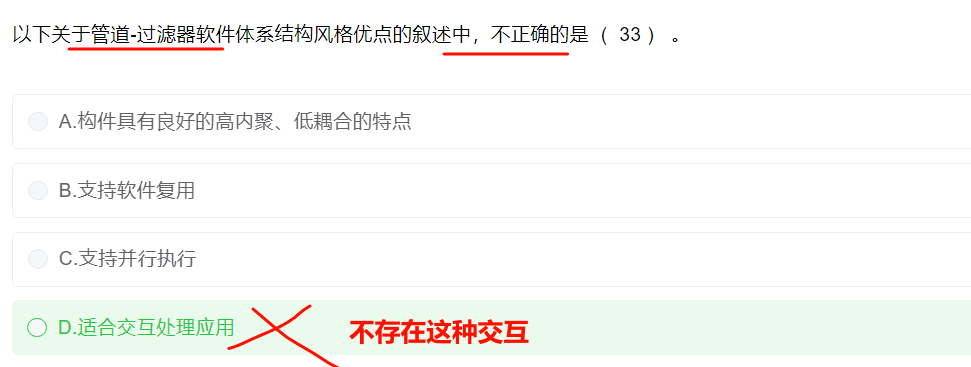 以下关于管道-过滤器软件体系结构风格优点的叙述中，不正确的是（ 33 ） 。
A.构件具有良好的高内聚、低耦合的特点
B.支持软件复用
C.支持并行执行
D.适合交互处理应用
不存在这种交互